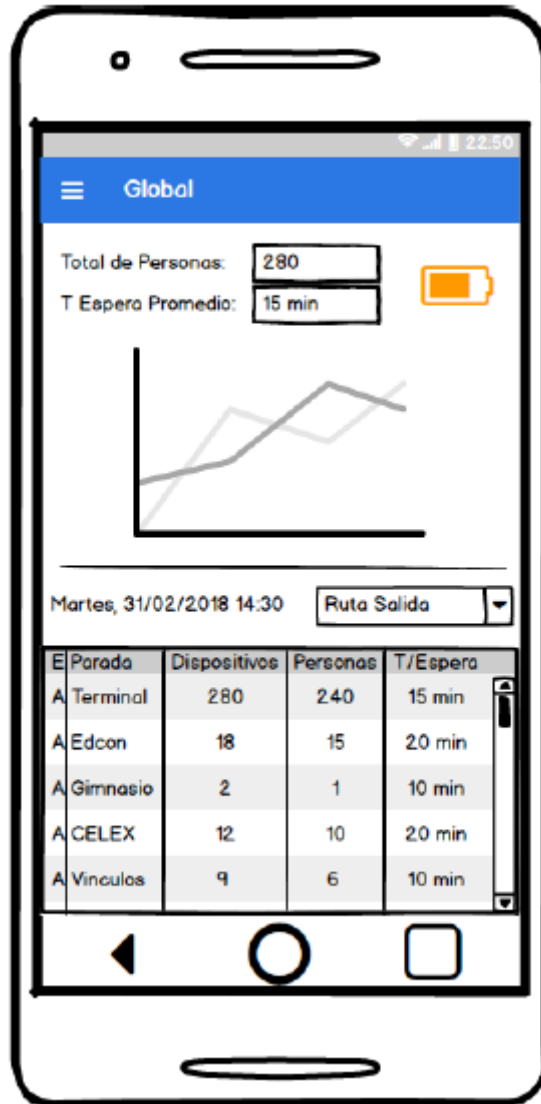 22:50
Global
Total de Personas: 280
T Espera Promedio: 15 min
Martes, 31/02/2018 14:30 Ruta Salida
E Parada Dispositivos Personas T/Espera
A Terminal 280 240 15 min
A Edcon 18 15 20 min
A Gimnasio 2 1 10 min
A CELEX 12 10 20 min
A Vinculos 9 6 10 min